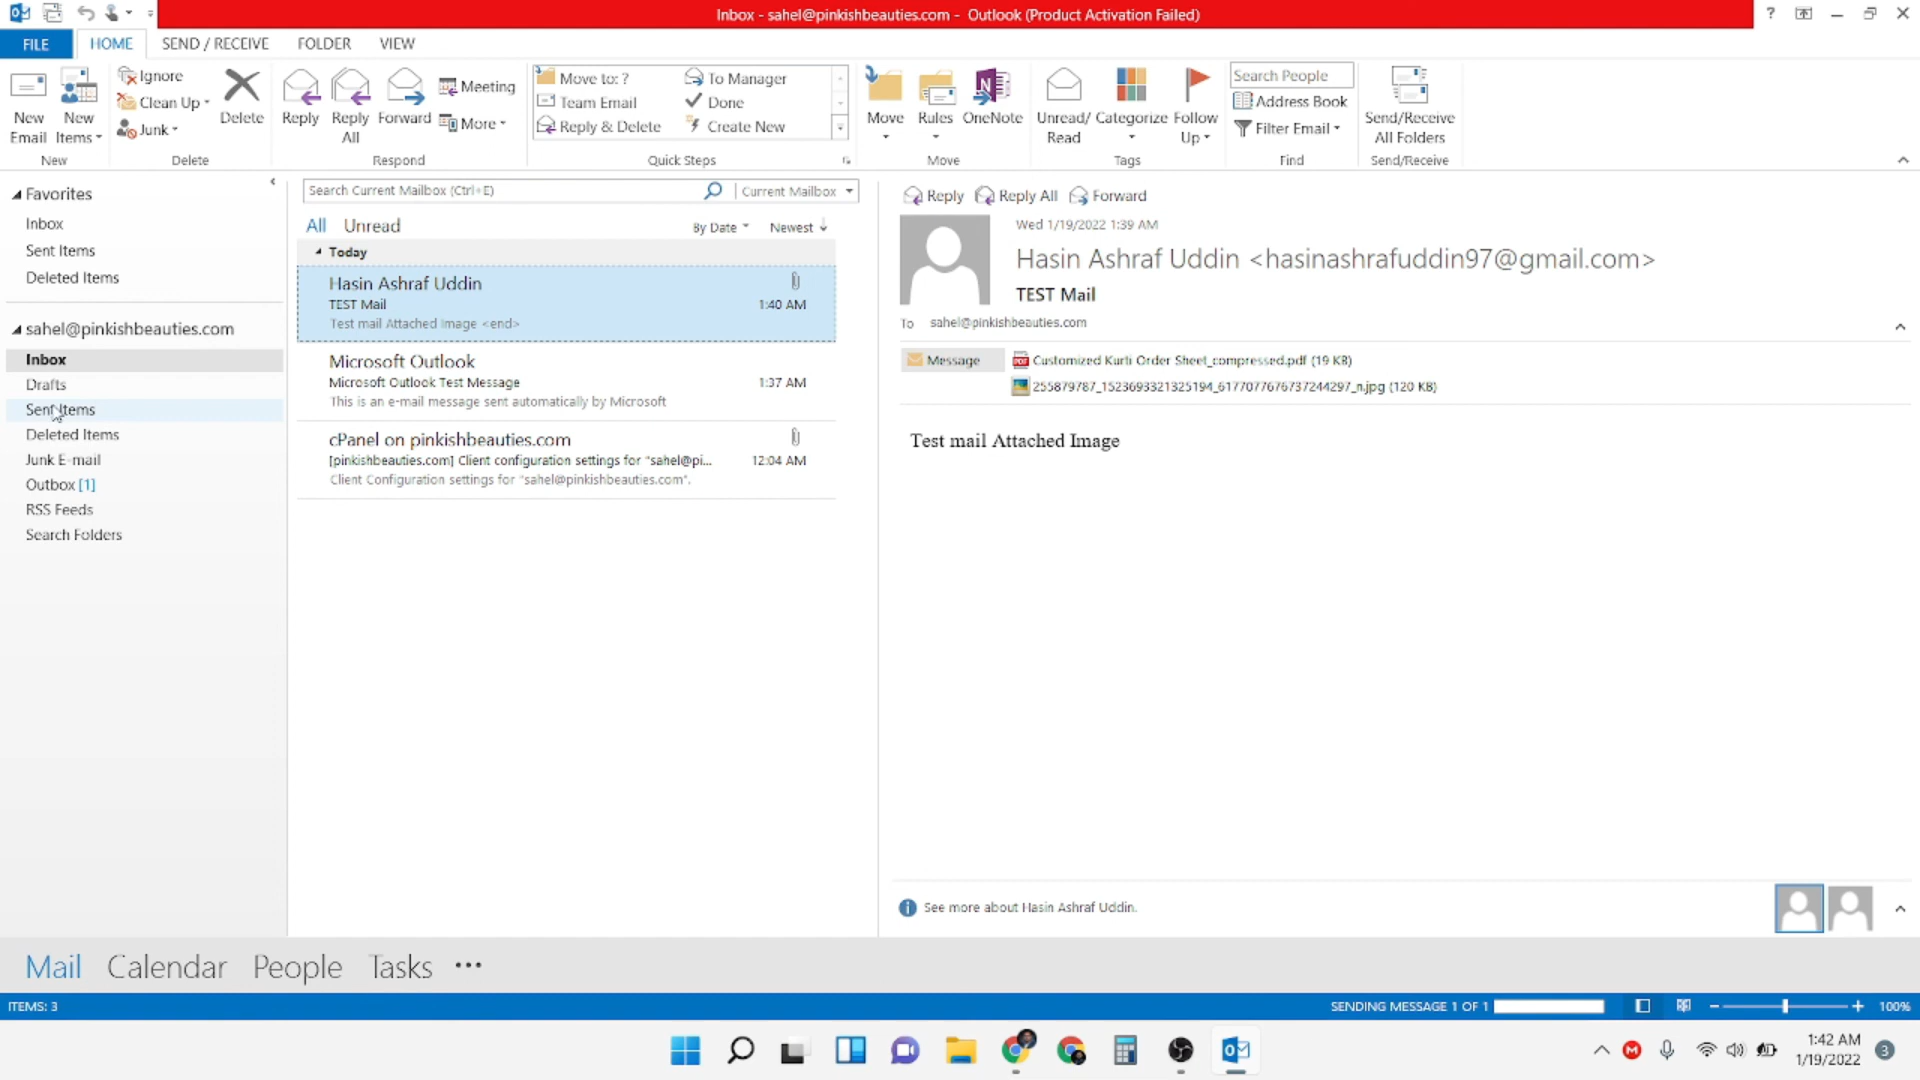 Inbox - sahel@pinkishbeauties.com - Outlook (Product Activation Failed)
FILE HOME SEND / RECEIVE FOLDER VIEW
New Email
New Items
New
Ignore
Clean Up
Junk
Delete
Delete
Reply
Reply All
Forward
Meeting
More
Respond
Move to: ?
Team Email
Reply & Delete
To Manager
Done
Create New
Quick Steps
Move
Rules
OneNote
Move
Unread/ Read
Categorize
Follow Up
Tags
Search People
Address Book
Filter Email
Find
Send/Receive All Folders
Send/Receive
Favorites
Inbox
Sent Items
Deleted Items
sahel@pinkishbeauties.com
Inbox
Drafts
Sent Items
Deleted Items
Junk E-mail
Outbox [1]
RSS Feeds
Search Folders
Search Current Mailbox (Ctrl+E) Current Mailbox
All Unread By Date Newest
Today
Hasin Ashraf Uddin
TEST Mail 1:40 AM
Test mail Attached Image <end>
Microsoft Outlook
Microsoft Outlook Test Message 1:37 AM
This is an e-mail message sent automatically by Microsoft
cPanel on pinkishbeauties.com
[pinkishbeauties.com] Client configuration settings for "sahel@pi... 12:04 AM
Client Configuration settings for "sahel@pinkishbeauties.com".
Reply Reply All Forward
Wed 1/19/2022 1:39 AM
Hasin Ashraf Uddin <hasinashrafuddin97@gmail.com>
TEST Mail
To sahel@pinkishbeauties.com
Message Customized Kurti Order Sheet_compressed.pdf (19 KB)
255879787_1523693321325194_6177077676737244297_n.jpg (120 KB)
Test mail Attached Image
See more about Hasin Ashraf Uddin.
Mail Calendar People Tasks •••
ITEMS: 3 SENDING MESSAGE 1 OF 1 100%
1:42 AM
1/19/2022
3